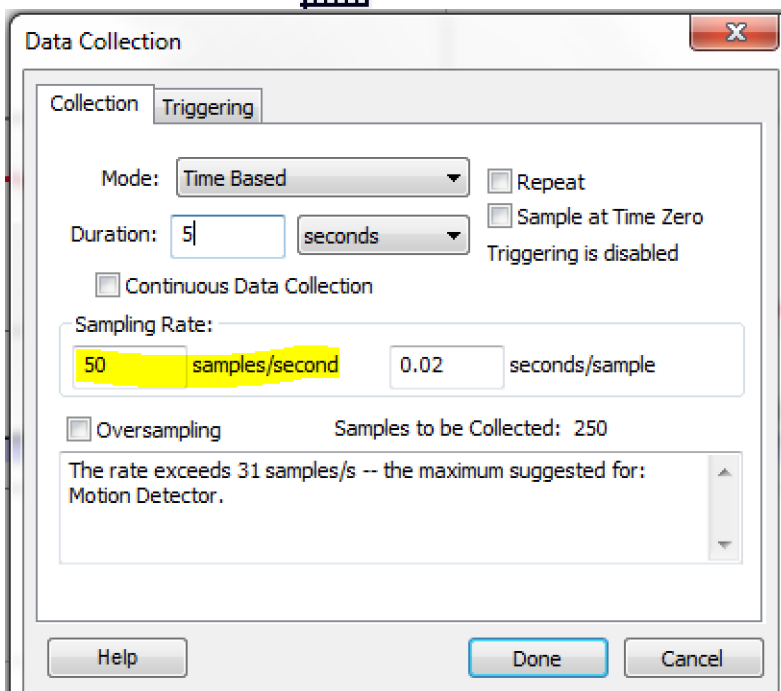 Data Collection
Collection Triggering
Mode: Time Based Repeat
Sample at Time Zero
Duration: 5 seconds
Triggering is disabled
Continuous Data Collection
Sampling Rate:
50 samples/second 0.02 seconds/sample
Oversampling Samples to be Collected: 250
The rate exceeds 31 samples/s -- the maximum suggested for:
Motion Detector.
Help Done Cancel